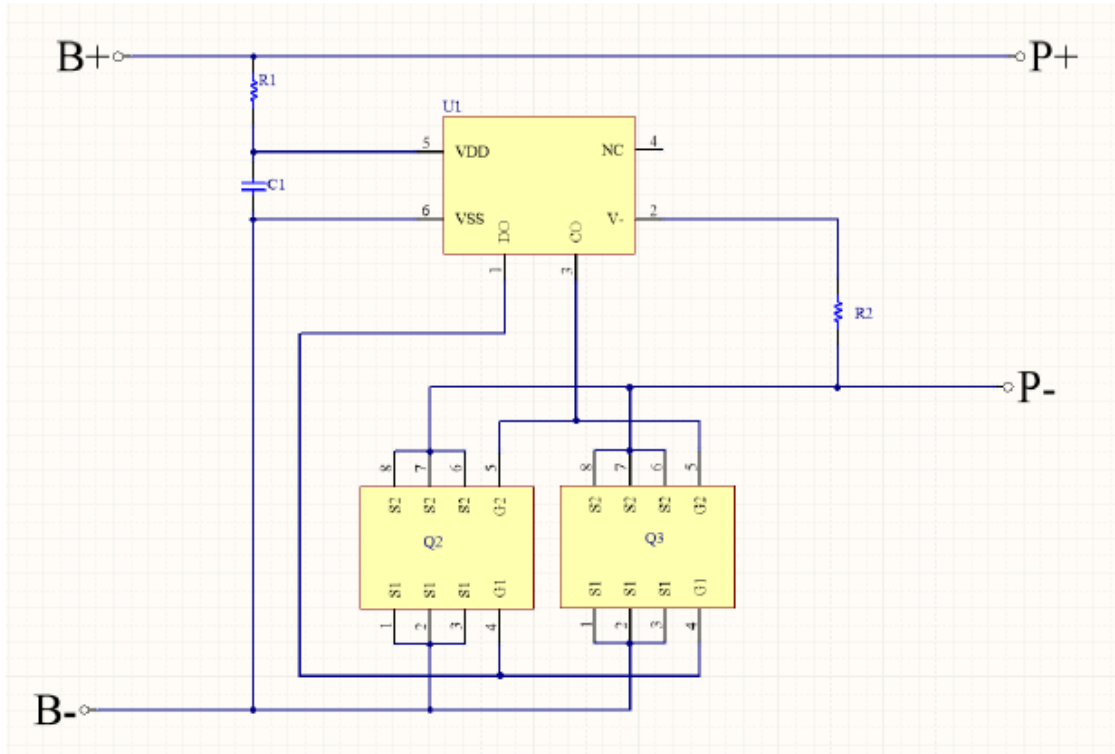 B+ P+
R1
U1
5 VDD NC 4
C1
6 VSS V- 2
DO CO
1 3
R2
P-
8 7 6 5 8 7 6 5
S2 S2 S2 G2 S2 S2 S2 G2
Q2 Q3
S1 S1 S1 G1 S1 S1 S1 G1
1 2 3 4 1 2 3 4
B-